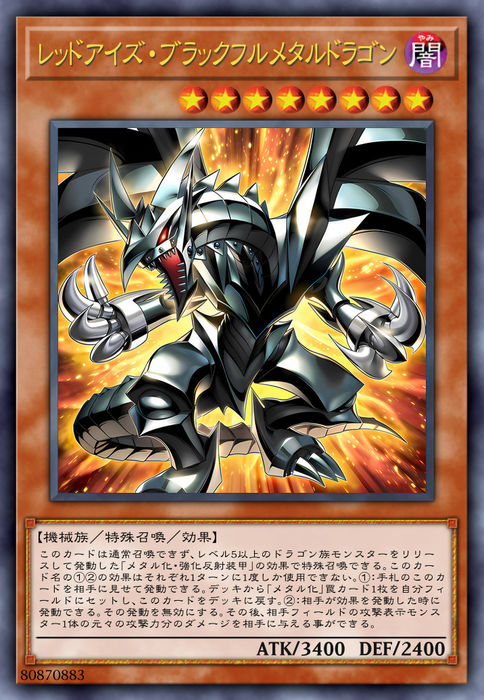 レッドアイズ・ブラックフルメタルドラゴン
やみ
闇
【機械族/特殊召喚/効果】
このカードは通常召喚できず、レベル5以上のドラゴン族モンスターをリリー
スして発動した「メタル化・強化反射装甲」の効果で特殊召喚できる。このカー
ド名の①②の効果はそれぞれ1ターンに1度しか使用できない。①:手札のこのカ
ードを相手に見せて発動できる。デッキから「メタル化」罠カード1枚を自分フィ
ールドにセットし、このカードをデッキに戻す。②:相手が効果を発動した時に
発動できる。その発動を無効にする。その後、相手フィールドの攻撃表示モンス
ター1体の元々の攻撃力分のダメージを相手に与える事ができる。
ATK/3400 DEF/2400
80870883